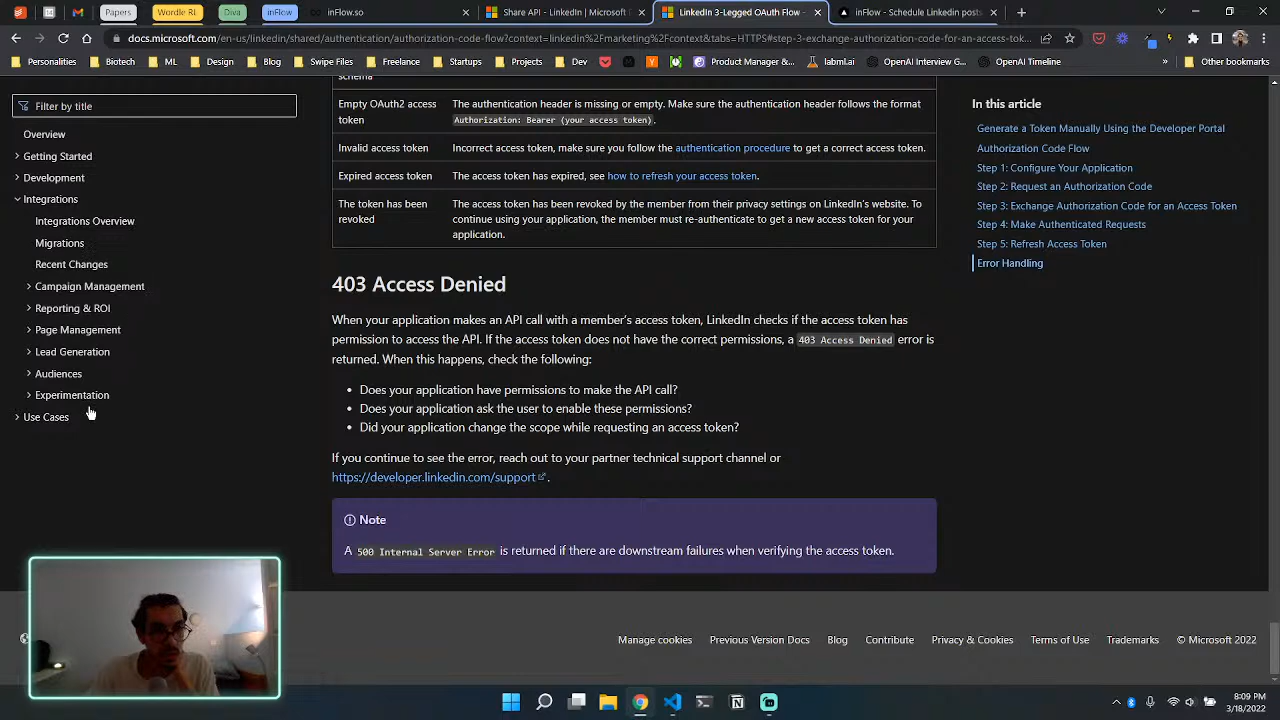 Papers
Wordle RL
Diva
inFlow
inFlow.so
Share API - LinkedIn | Microsoft
LinkedIn 3-Legged OAuth Flow
inFlow - Schedule Linkedin posts
docs.microsoft.com/en-us/linkedin/shared/authentication/authorization-code-flow?context=linkedin%2Fmarketing%2Fcontext&tabs=HTTPS#step-3-exchange-authorization-code-for-an-access-to...
Personalities
Biotech
ML
Design
Blog
Swipe Files
Freelance
Startups
Projects
Dev
Product Manage...
labml.ai
OpenAI Interview G...
OpenAI Timeline
»
Other bookmarks
Filter by title
Overview
Getting Started
Development
Integrations
Integrations Overview
Migrations
Recent Changes
Campaign Management
Reporting & ROI
Page Management
Lead Generation
Audiences
Experimentation
Use Cases
schema
Empty OAuth2 access token
The authentication header is missing or empty. Make sure the authentication header follows the format
Authorization: Bearer (your access token).
Invalid access token
Incorrect access token, make sure you follow the authentication procedure to get a correct access token.
Expired access token
The access token has expired, see how to refresh your access token.
The token has been revoked
The access token has been revoked by the member from their privacy settings on LinkedIn's website. To
continue using your application, the member must re-authenticate to get a new access token for your
application.
403 Access Denied
When your application makes an API call with a member's access token, LinkedIn checks if the access token has
permission to access the API. If the access token does not have the correct permissions, a 403 Access Denied error is
returned. When this happens, check the following:
• Does your application have permissions to make the API call?
• Does your application ask the user to enable these permissions?
• Did your application change the scope while requesting an access token?
If you continue to see the error, reach out to your partner technical support channel or
https://developer.linkedin.com/support.
Note
A 500 Internal Server Error is returned if there are downstream failures when verifying the access token.
In this article
Generate a Token Manually Using the Developer Portal
Authorization Code Flow
Step 1: Configure Your Application
Step 2: Request an Authorization Code
Step 3: Exchange Authorization Code for an Access Token
Step 4: Make Authenticated Requests
Step 5: Refresh Access Token
Error Handling
Manage cookies
Previous Version Docs
Blog
Contribute
Privacy & Cookies
Terms of Use
Trademarks
© Microsoft 2022
8:09 PM
3/18/2022